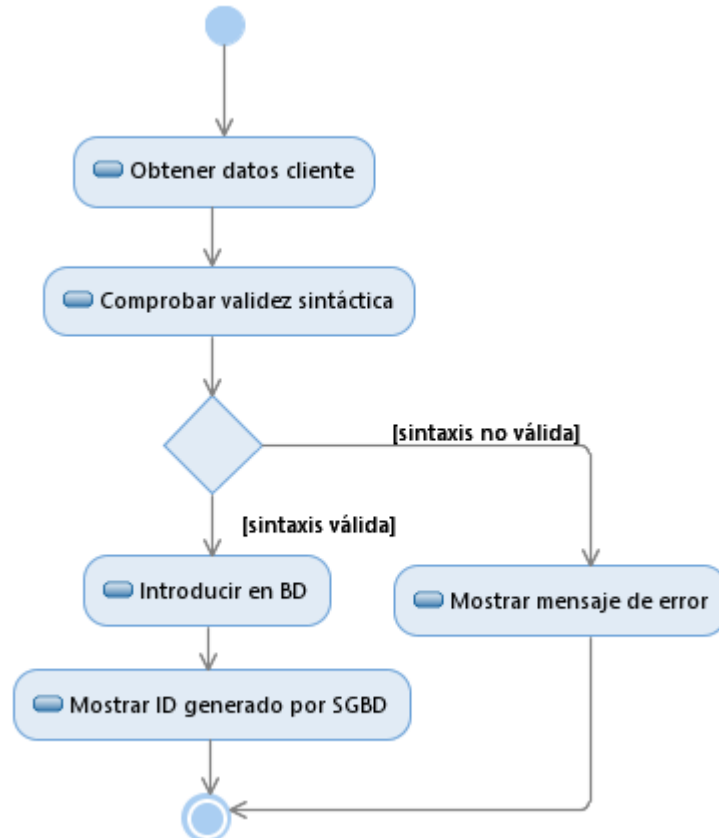 Obtener datos cliente
Comprobar validez sintáctica
[sintaxis no válida]
[sintaxis válida]
Introducir en BD
Mostrar mensaje de error
Mostrar ID generado por SGBD